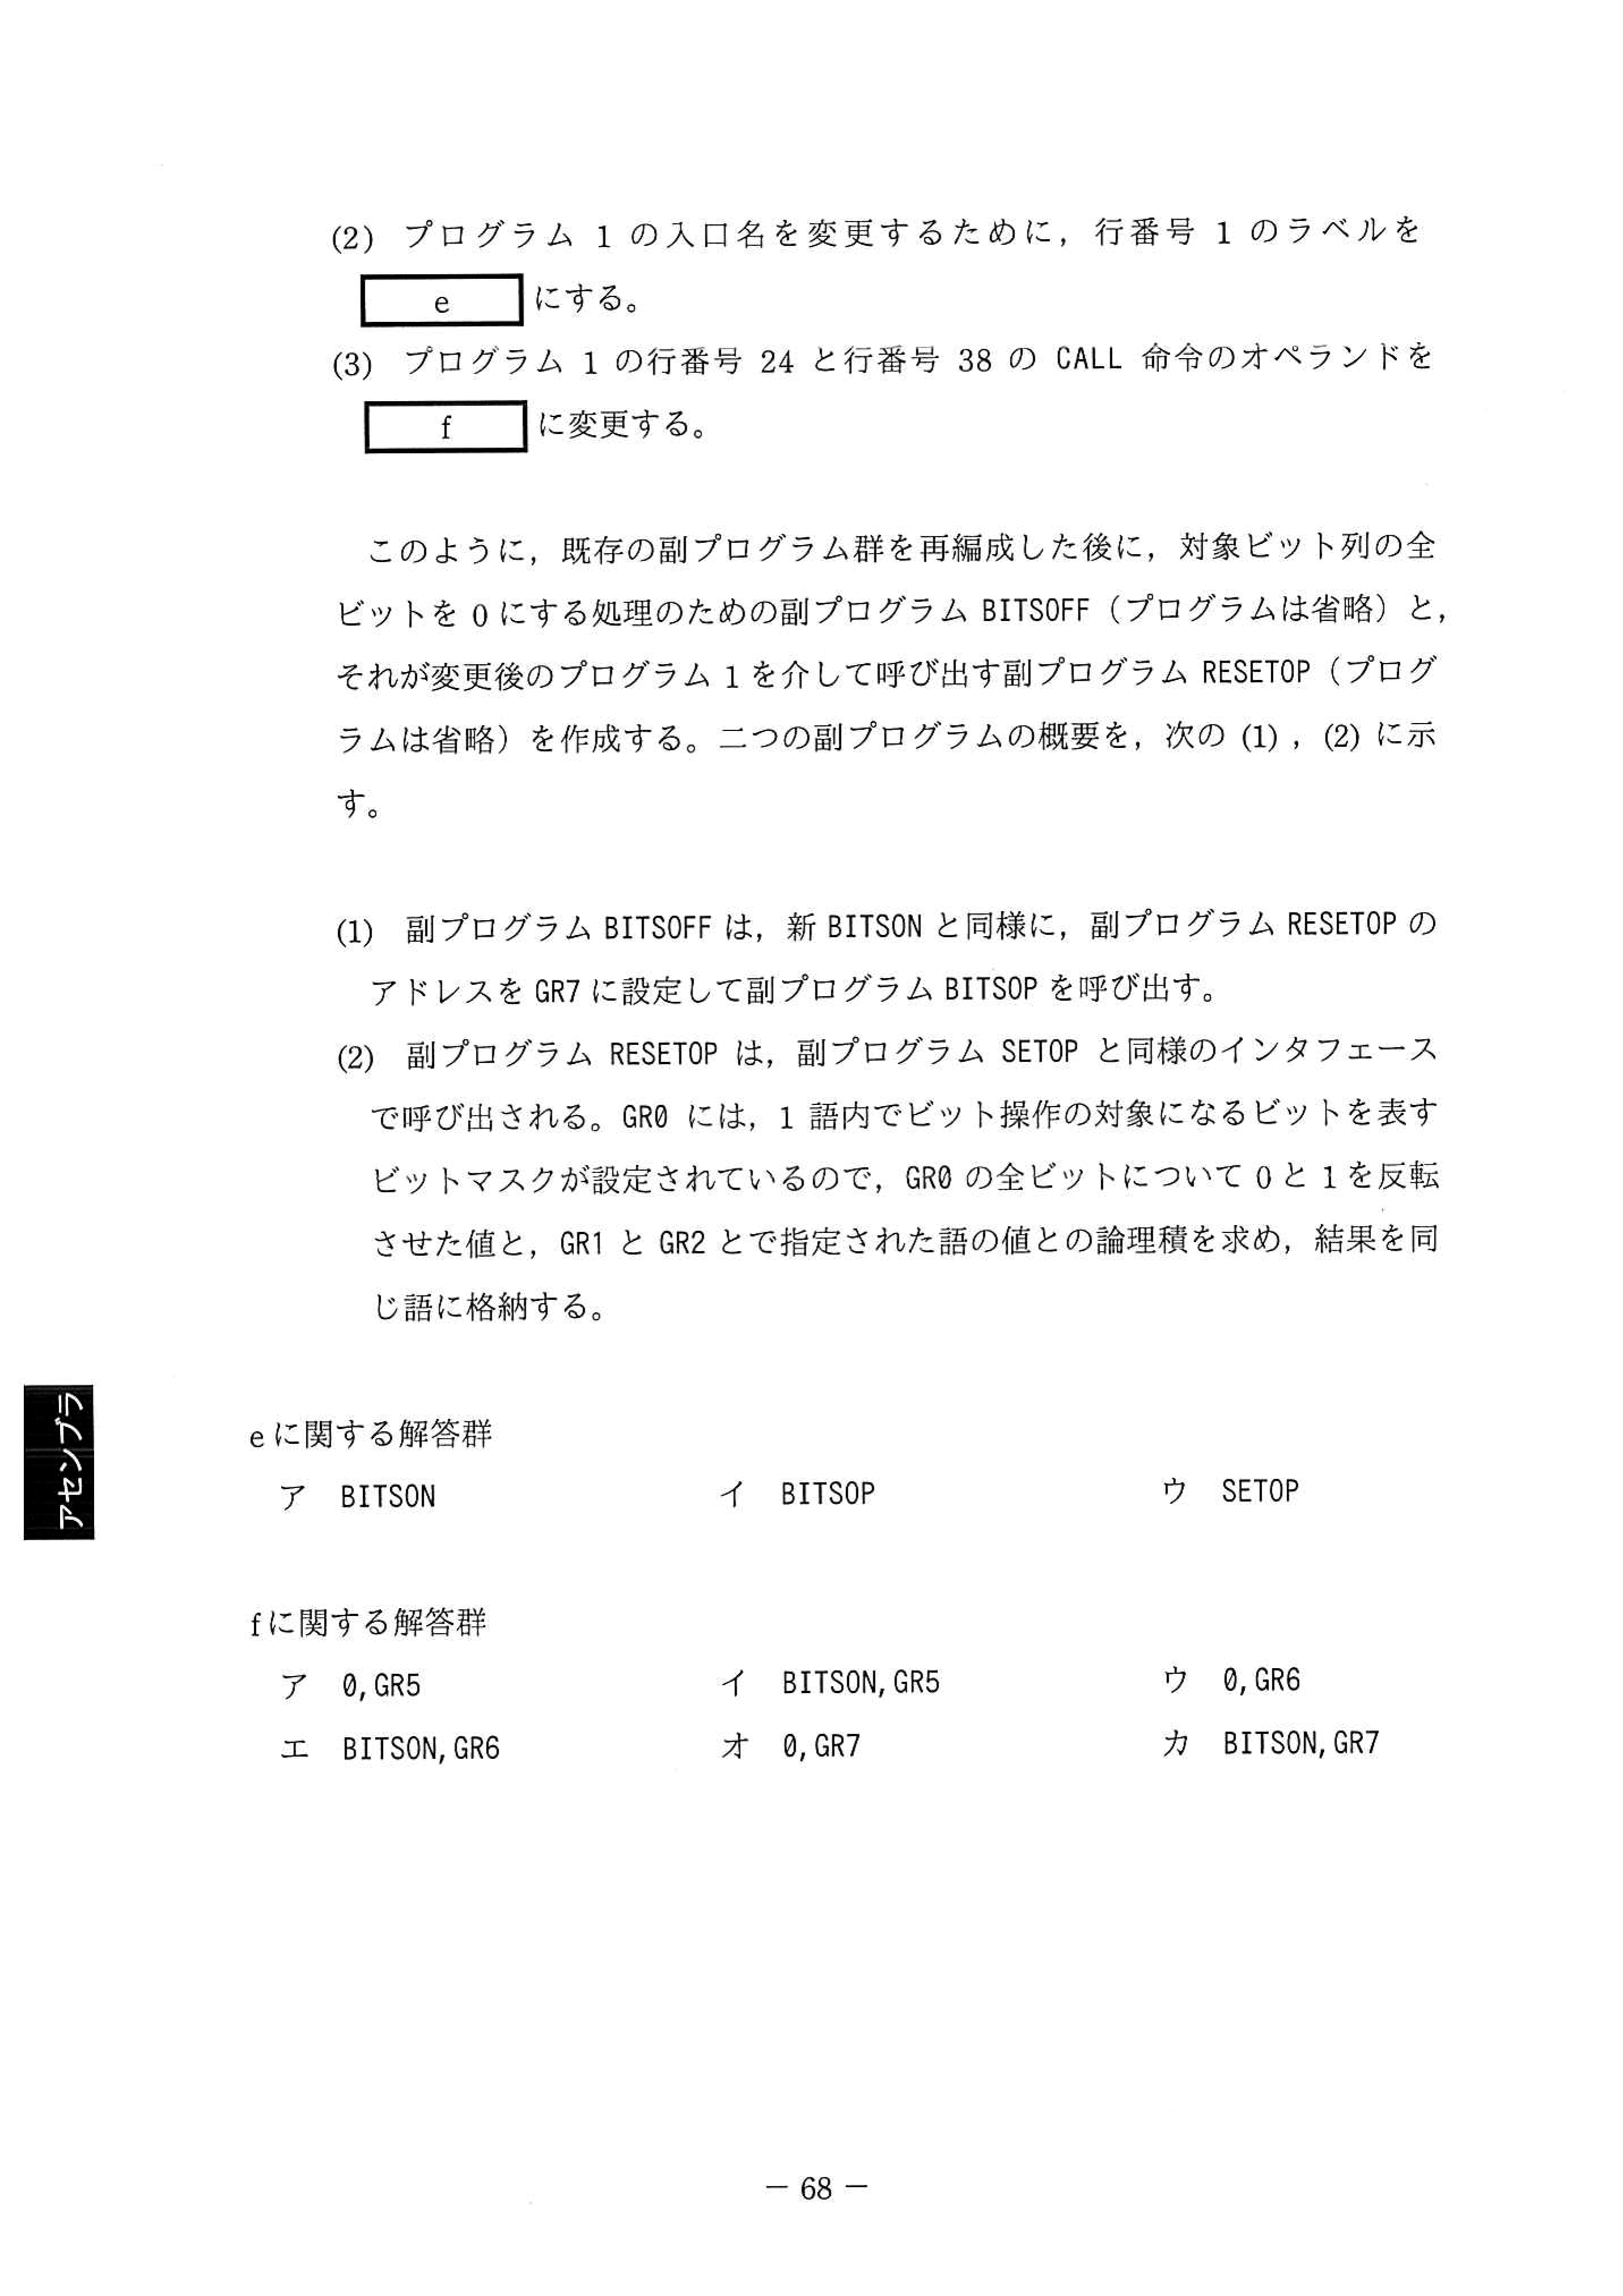 (2) プログラム 1 の入口名を変更するために，行番号 1 のラベルを
e にする。
(3) プログラム 1 の行番号 24 と行番号 38 の CALL 命令のオペランドを
f に変更する。
このように，既存の副プログラム群を再編成した後に，対象ビット列の全
ビットを 0 にする処理のための副プログラム BITSOFF（プログラムは省略）と，
それが変更後のプログラム 1 を介して呼び出す副プログラム RESETOP（プログ
ラムは省略）を作成する。二つの副プログラムの概要を，次の (1) ，(2) に示
す。
(1) 副プログラム BITSOFF は，新 BITSON と同様に，副プログラム RESETOP の
アドレスを GR7 に設定して副プログラム BITSOP を呼び出す。
(2) 副プログラム RESETOP は，副プログラム SETOP と同様のインタフェース
で呼び出される。GR0 には，1 語内でビット操作の対象になるビットを表す
ビットマスクが設定されているので，GR0 の全ビットについて 0 と 1 を反転
させた値と，GR1 と GR2 とで指定された語の値との論理積を求め，結果を同
じ語に格納する。
アセンブラ
e に関する解答群
ア BITSON イ BITSOP ウ SETOP
f に関する解答群
ア 0,GR5 イ BITSON,GR5 ウ 0,GR6
エ BITSON,GR6 オ 0,GR7 カ BITSON,GR7
－ 68 －